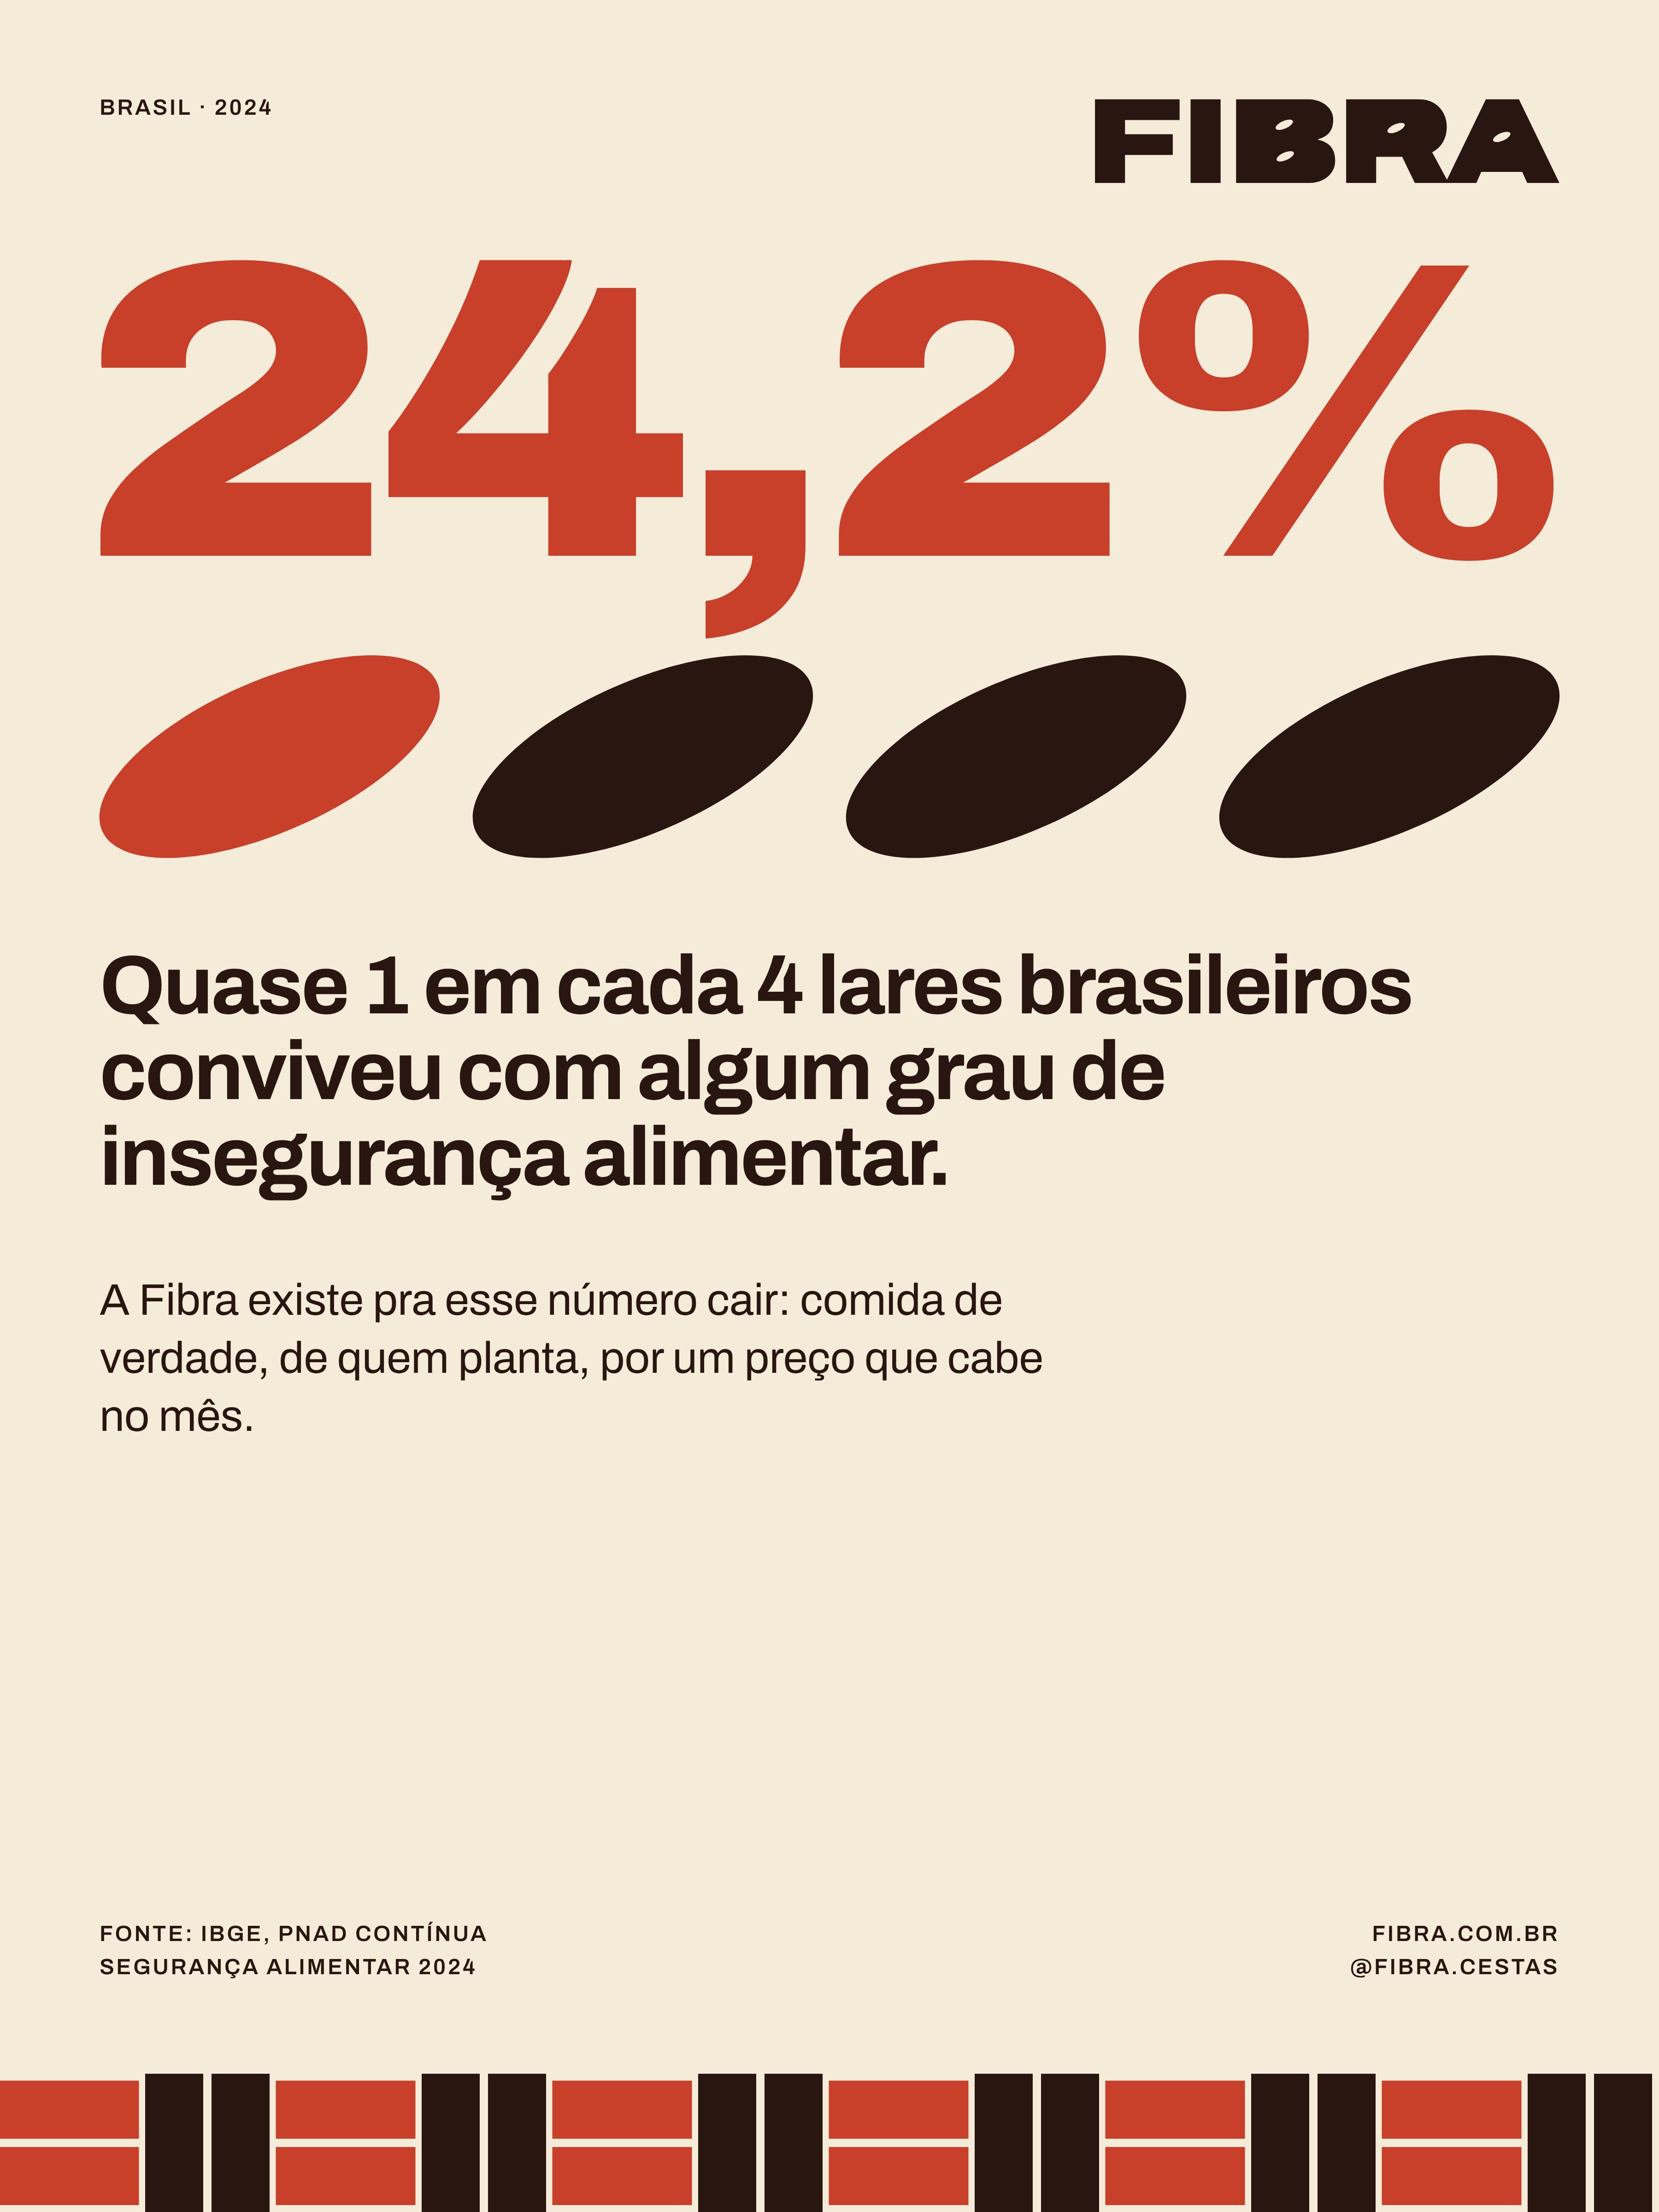 BRASIL · 2024
FIBRA
24,2%
Quase 1 em cada 4 lares brasileiros
conviveu com algum grau de
insegurança alimentar.
A Fibra existe pra esse número cair: comida de
verdade, de quem planta, por um preço que cabe
no mês.
FONTE: IBGE, PNAD CONTÍNUA
SEGURANÇA ALIMENTAR 2024
FIBRA.COM.BR
@FIBRA.CESTAS